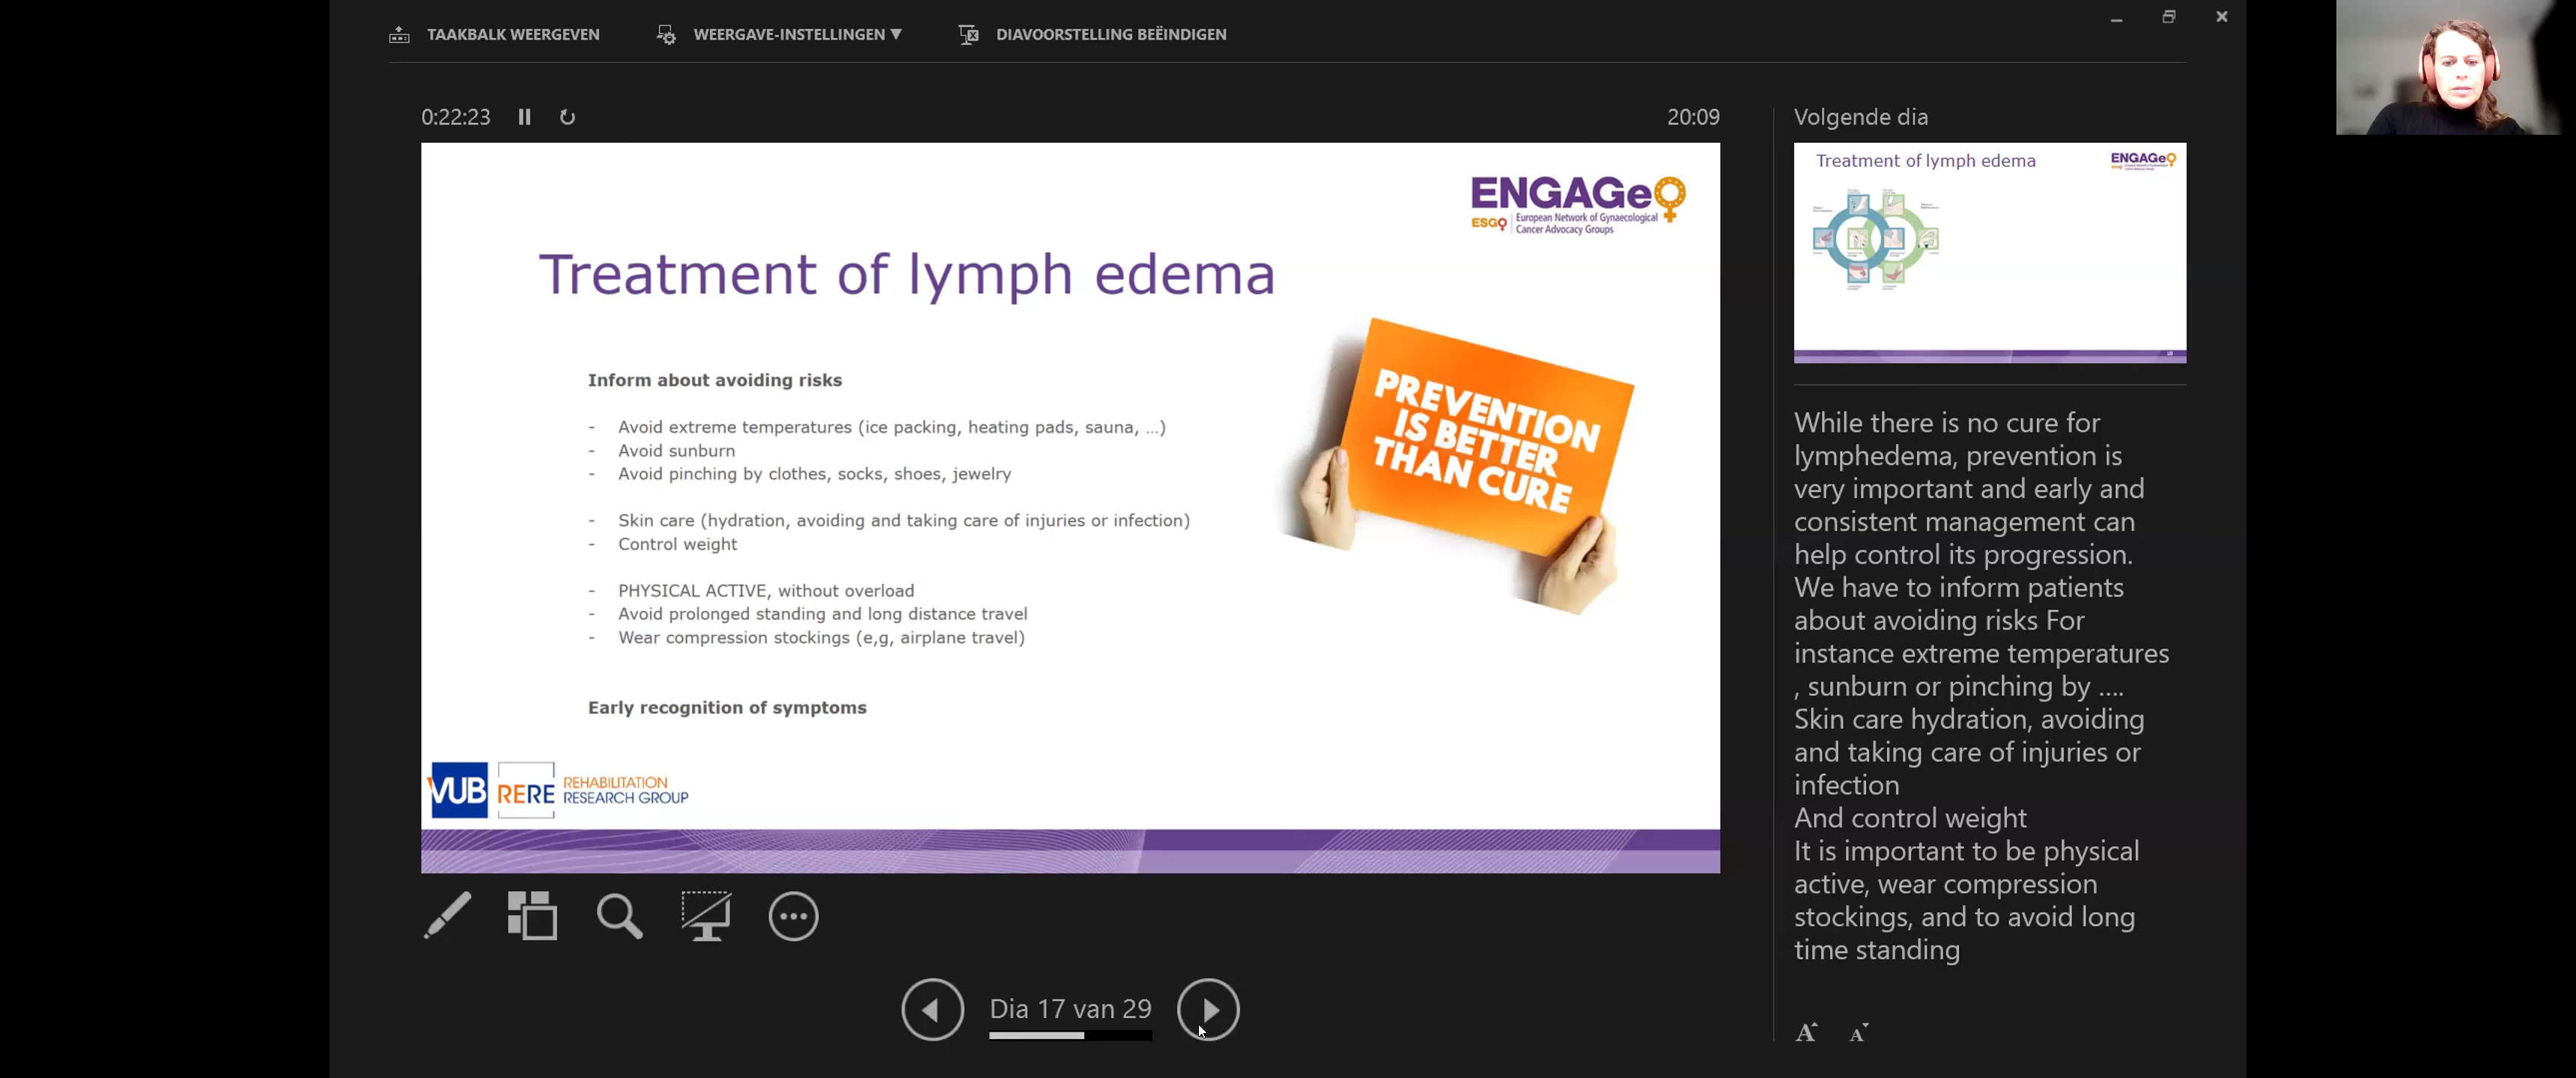 TAAKBALK WEERGEVEN
WEERGAVE-INSTELLINGEN
DIAVOORSTELLING BEËINDIGEN
0:22:23
20:09
ENGAGe
ESGO
European Network of Gynaecological
Cancer Advocacy Groups
Treatment of lymph edema
Inform about avoiding risks
- Avoid extreme temperatures (ice packing, heating pads, sauna, ...)
- Avoid sunburn
- Avoid pinching by clothes, socks, shoes, jewelry
- Skin care (hydration, avoiding and taking care of injuries or infection)
- Control weight
- PHYSICAL ACTIVE, without overload
- Avoid prolonged standing and long distance travel
- Wear compression stockings (e,g, airplane travel)
Early recognition of symptoms
PREVENTION
IS BETTER
THAN CURE
VUB
RERE
REHABILITATION
RESEARCH GROUP
Dia 17 van 29
Volgende dia
Treatment of lymph edema
ENGAGe
While there is no cure for
lymphedema, prevention is
very important and early and
consistent management can
help control its progression.
We have to inform patients
about avoiding risks For
instance extreme temperatures
, sunburn or pinching by ....
Skin care hydration, avoiding
and taking care of injuries or
infection
And control weight
It is important to be physical
active, wear compression
stockings, and to avoid long
time standing
A A